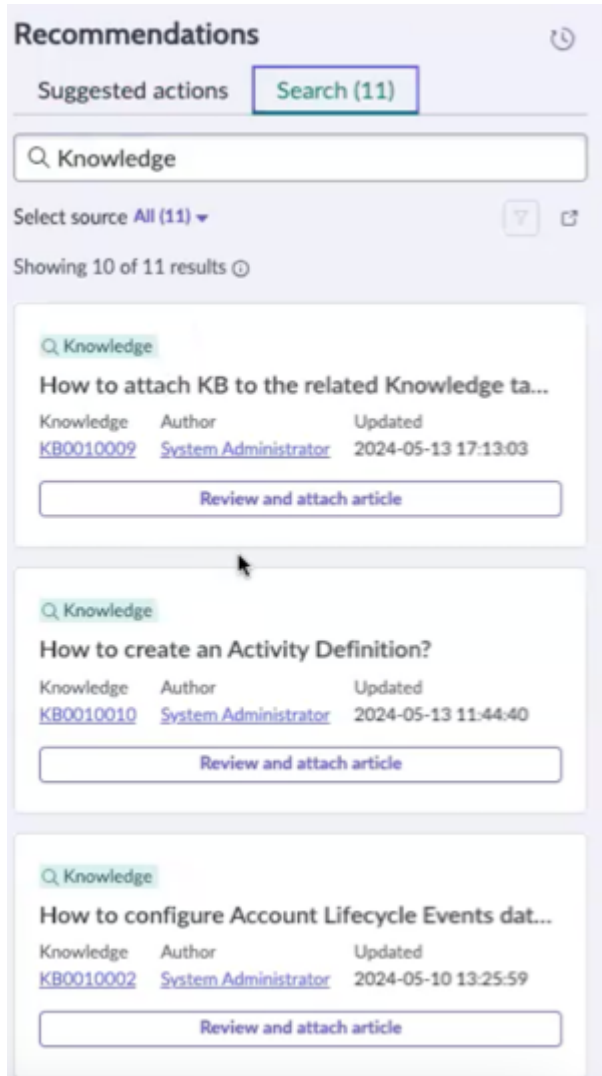 Recommendations
Suggested actions Search (11)
Knowledge
Select source All (11)
Showing 10 of 11 results
Knowledge
How to attach KB to the related Knowledge ta...
Knowledge Author Updated
KB0010009 System Administrator 2024-05-13 17:13:03
Review and attach article
Knowledge
How to create an Activity Definition?
Knowledge Author Updated
KB0010010 System Administrator 2024-05-13 11:44:40
Review and attach article
Knowledge
How to configure Account Lifecycle Events dat...
Knowledge Author Updated
KB0010002 System Administrator 2024-05-10 13:25:59
Review and attach article